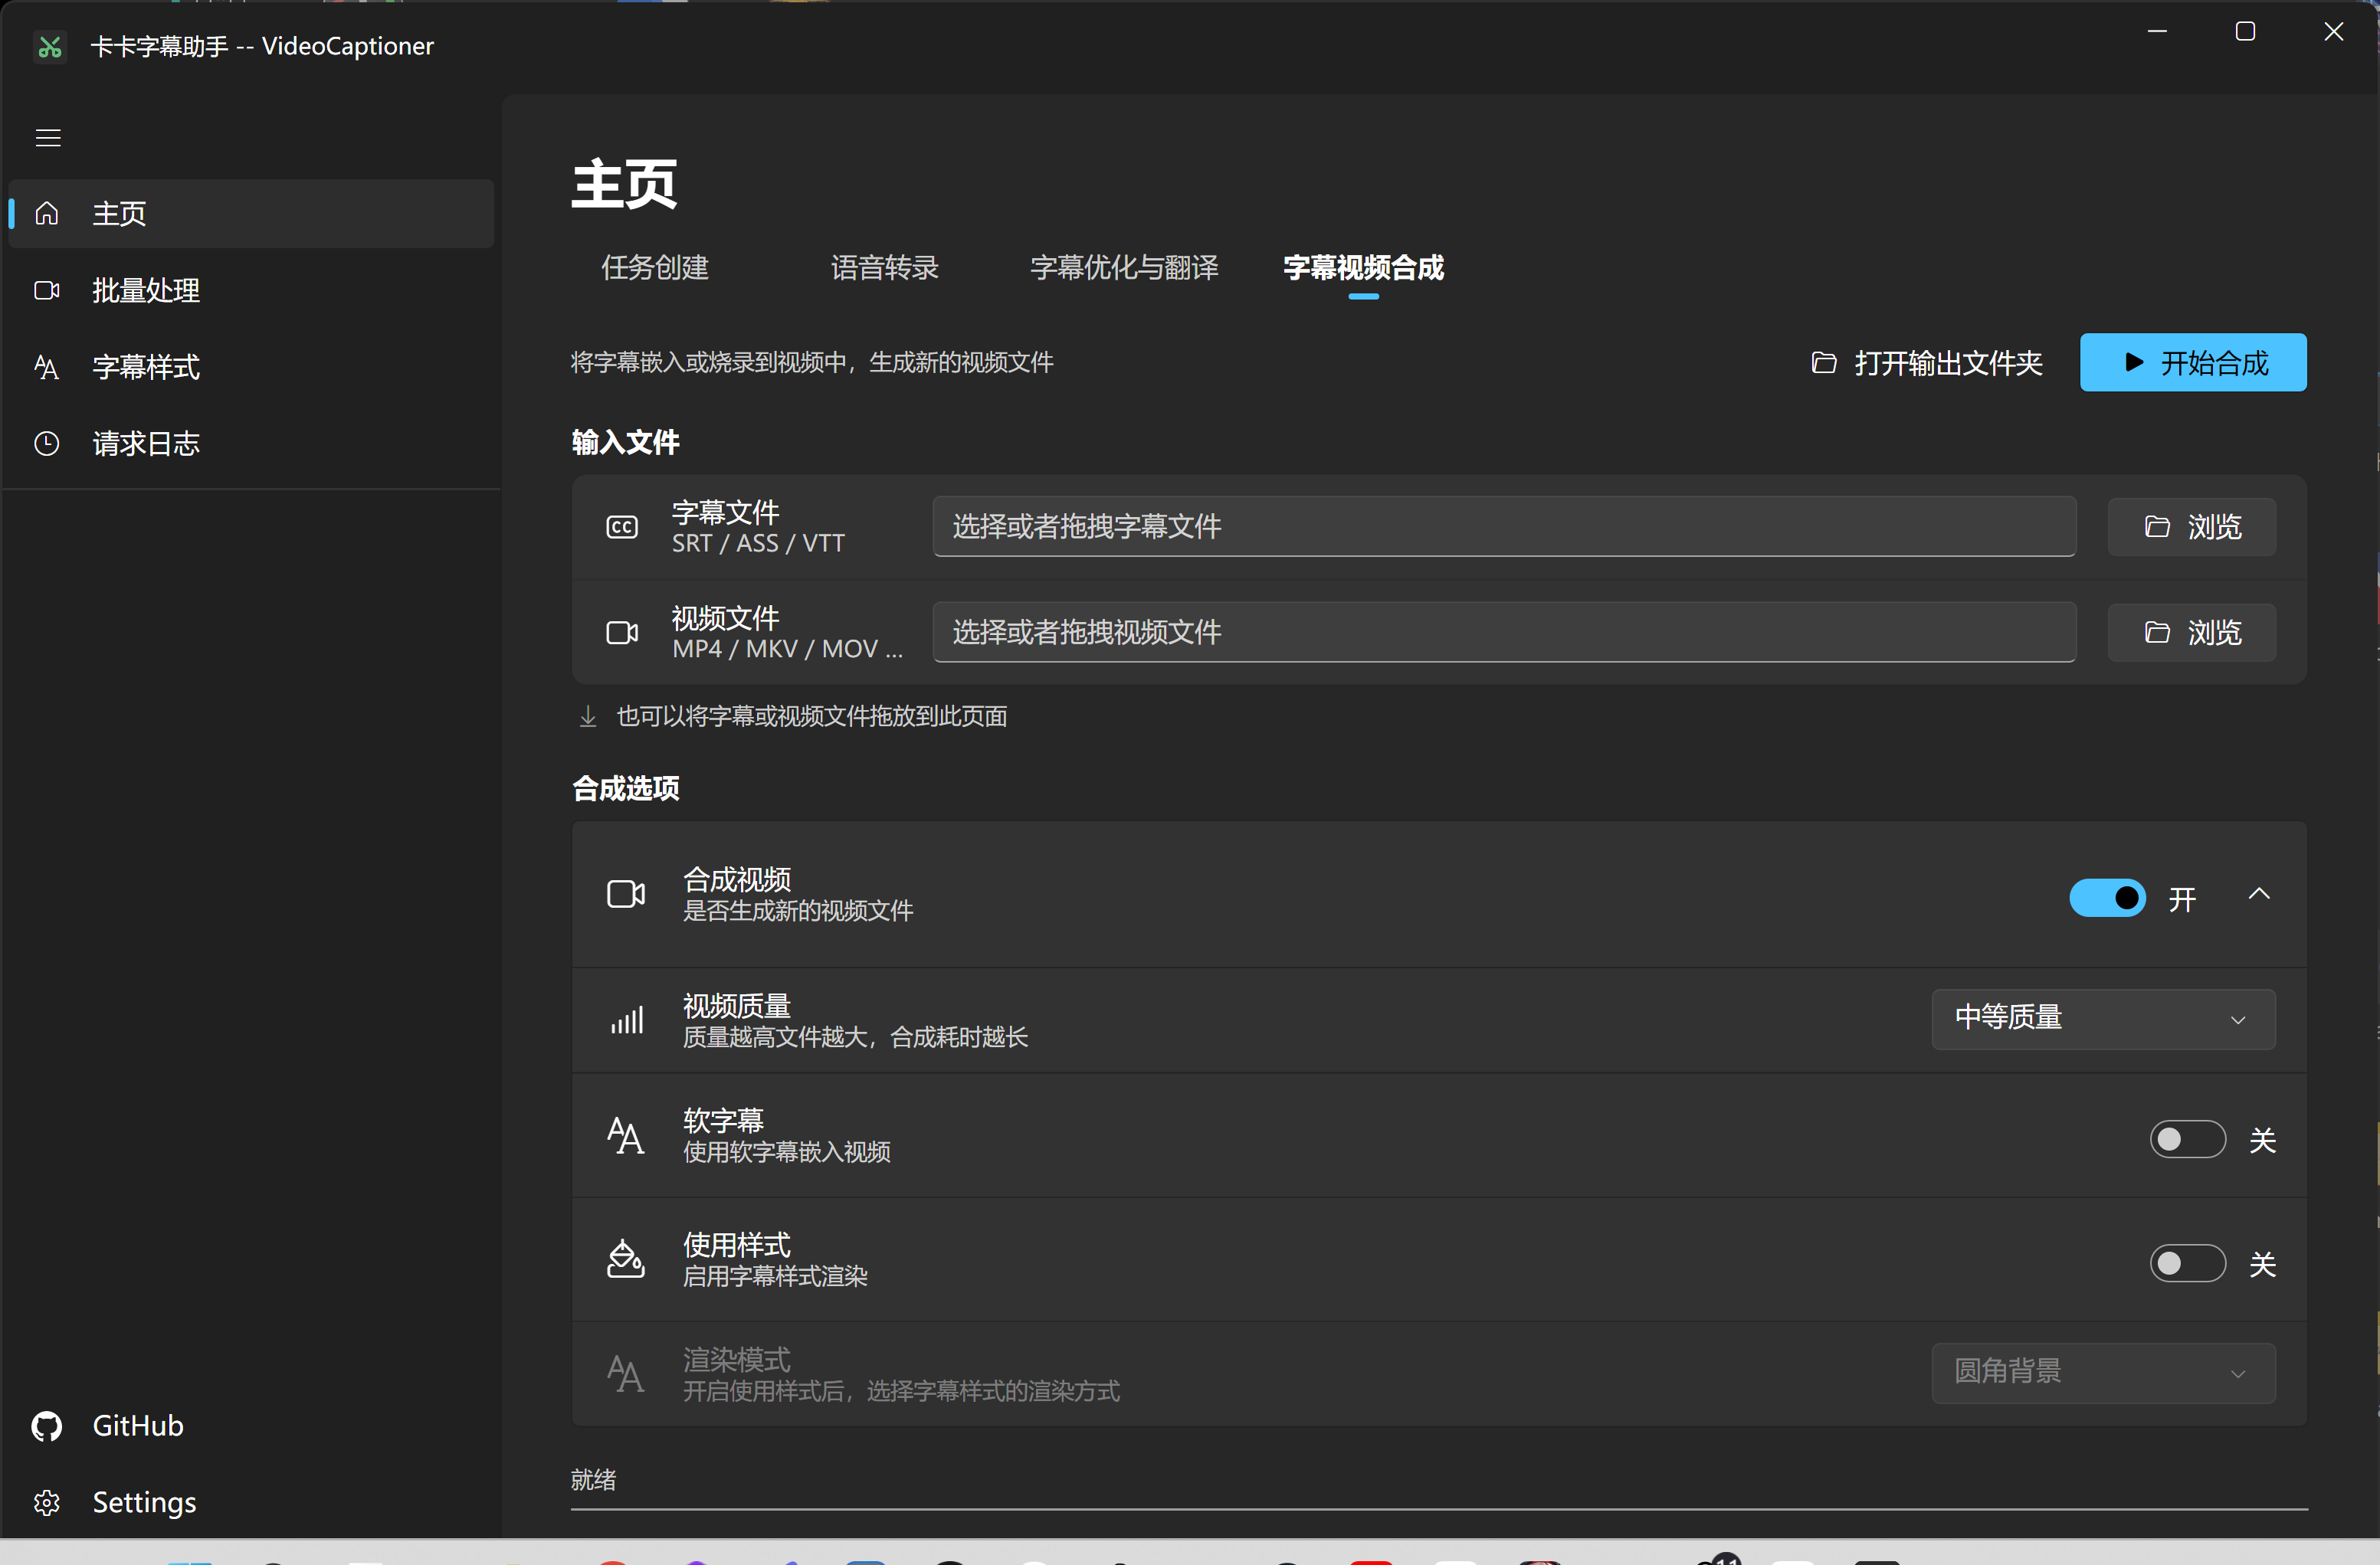 卡卡字幕助手 -- VideoCaptioner
主页
批量处理
字幕样式
请求日志
GitHub
Settings
主页
任务创建
语音转录
字幕优化与翻译
字幕视频合成
将字幕嵌入或烧录到视频中，生成新的视频文件
打开输出文件夹
开始合成
输入文件
CC
字幕文件
SRT / ASS / VTT
选择或者拖拽字幕文件
浏览
视频文件
MP4 / MKV / MOV ...
选择或者拖拽视频文件
浏览
也可以将字幕或视频文件拖放到此页面
合成选项
合成视频
是否生成新的视频文件
开
视频质量
质量越高文件越大，合成耗时越长
中等质量
软字幕
使用软字幕嵌入视频
关
使用样式
启用字幕样式渲染
关
渲染模式
开启使用样式后，选择字幕样式的渲染方式
圆角背景
就绪